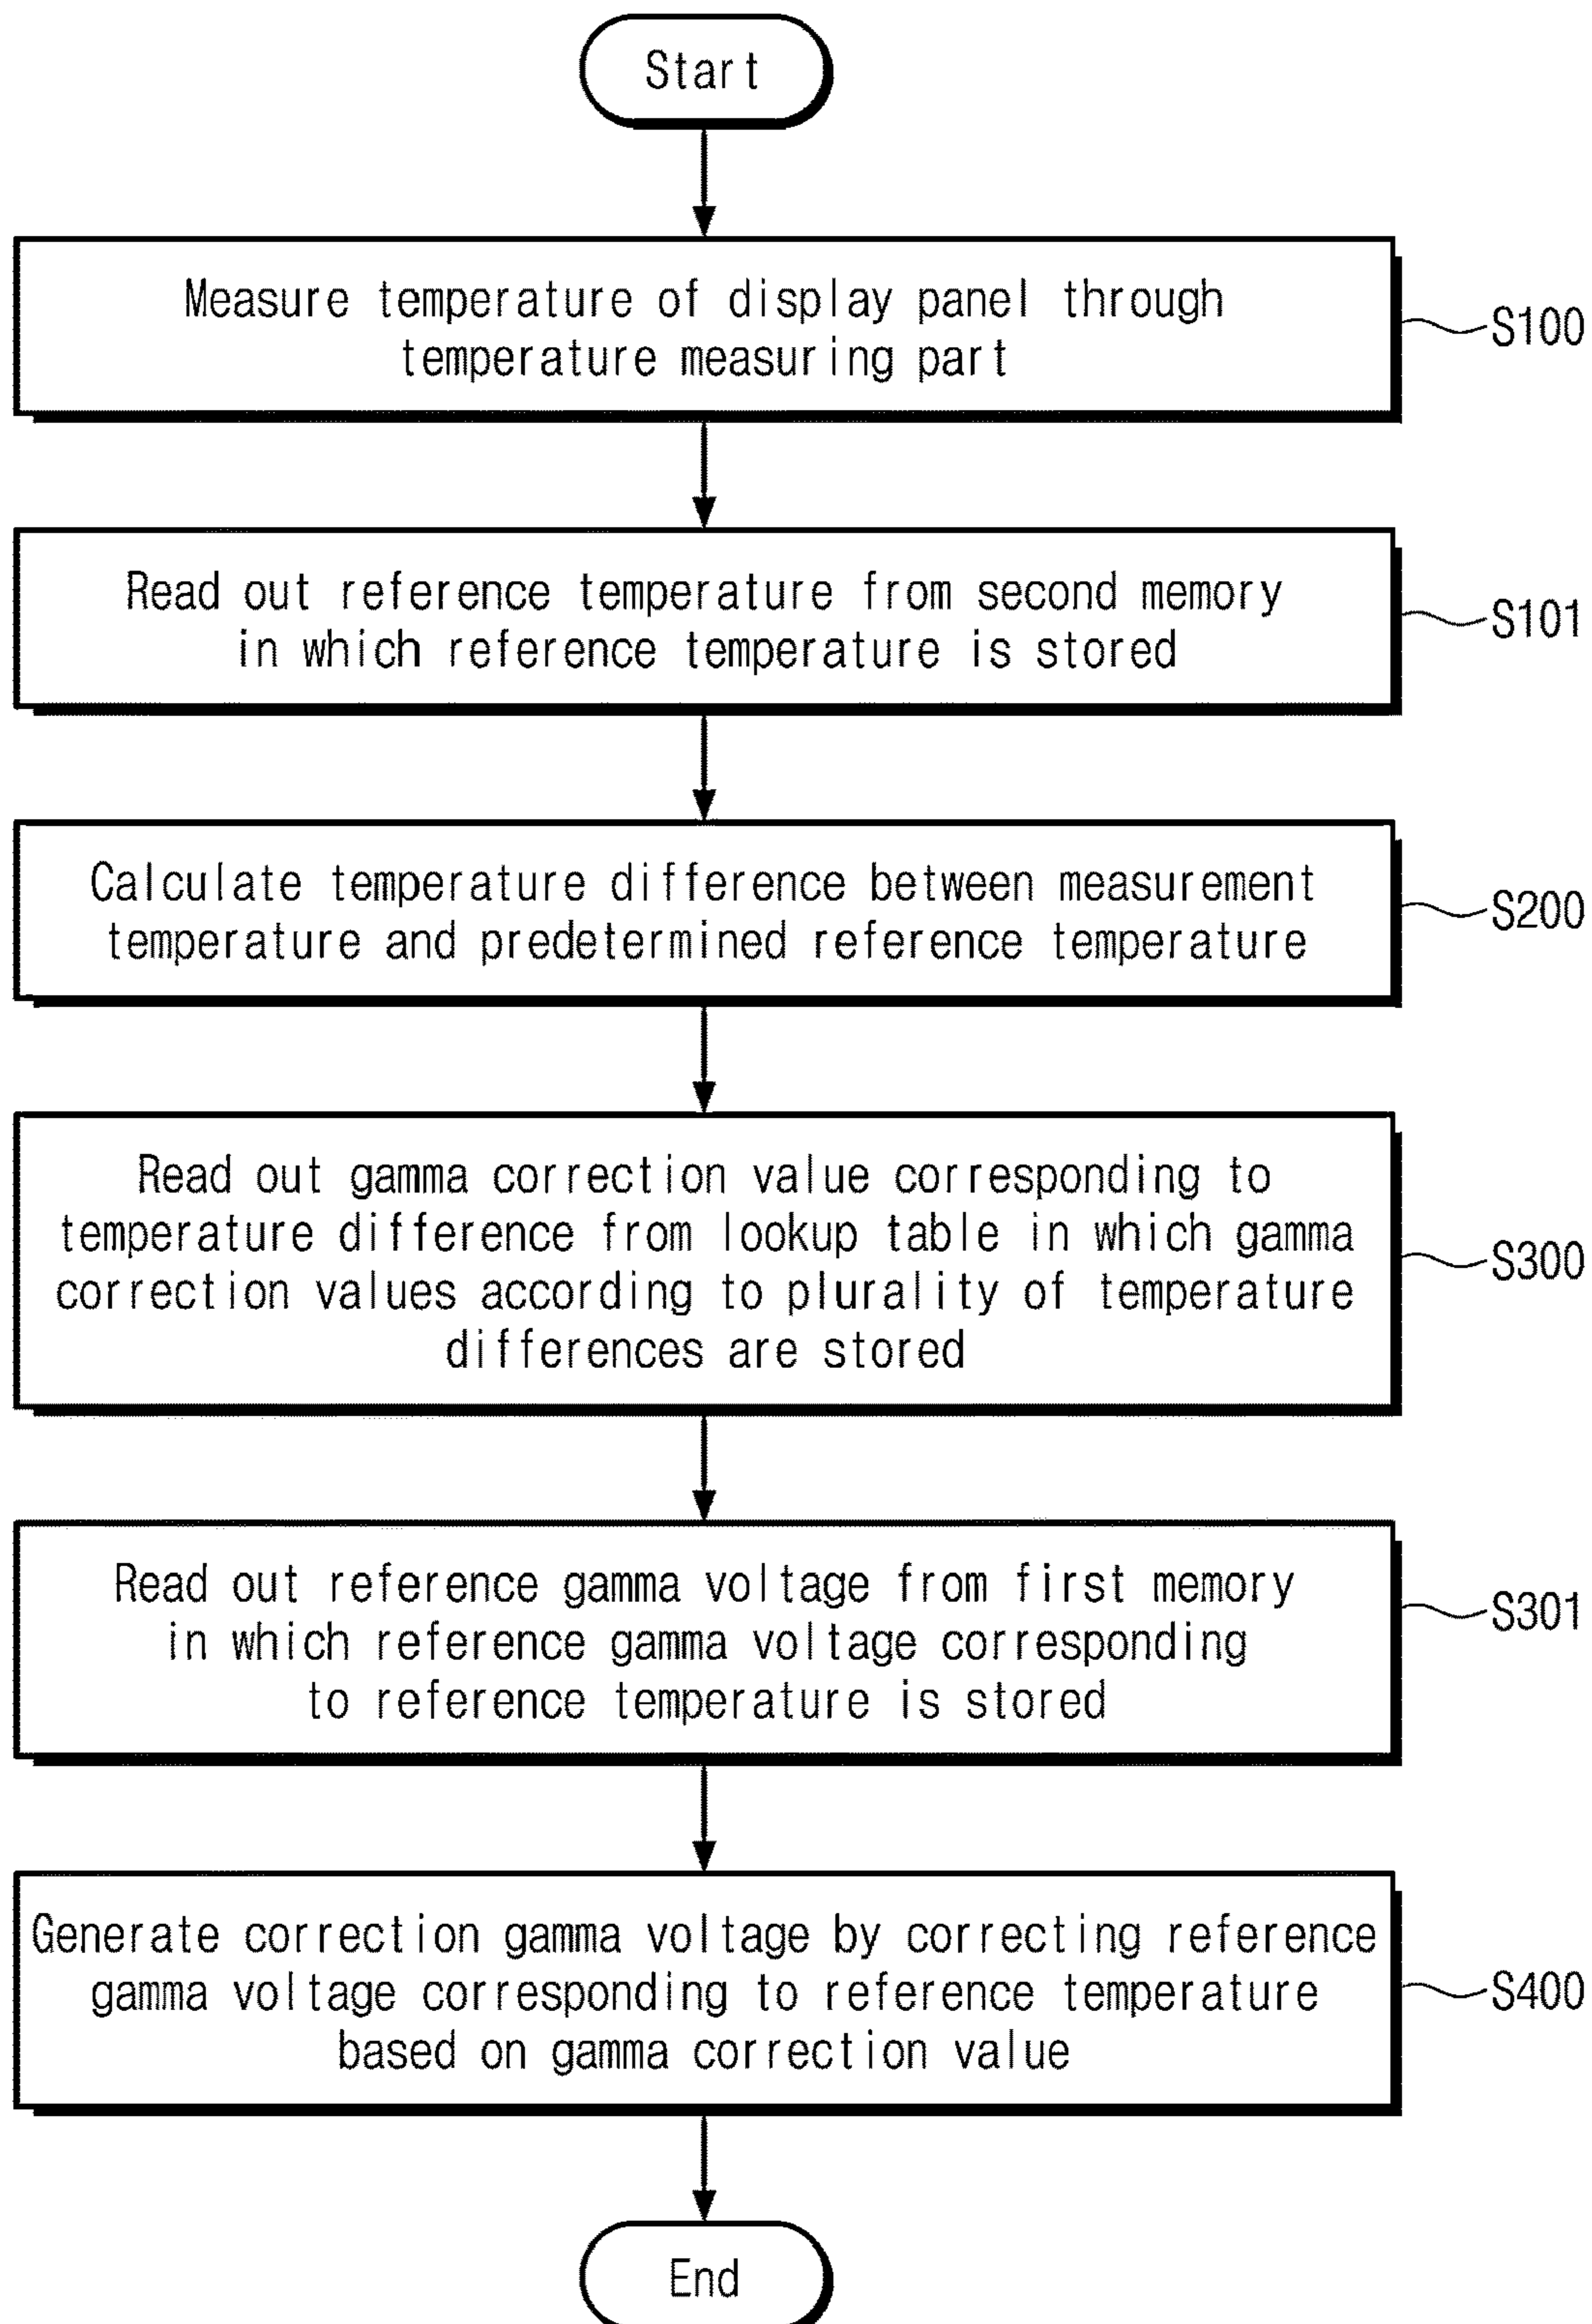 Start
Measure temperature of display panel through
temperature measuring part
S100
Read out reference temperature from second memory
in which reference temperature is stored
S101
Calculate temperature difference between measurement
temperature and predetermined reference temperature
S200
Read out gamma correction value corresponding to
temperature difference from lookup table in which gamma
correction values according to plurality of temperature
differences are stored
S300
Read out reference gamma voltage from first memory
in which reference gamma voltage corresponding
to reference temperature is stored
S301
Generate correction gamma voltage by correcting reference
gamma voltage corresponding to reference temperature
based on gamma correction value
S400
End